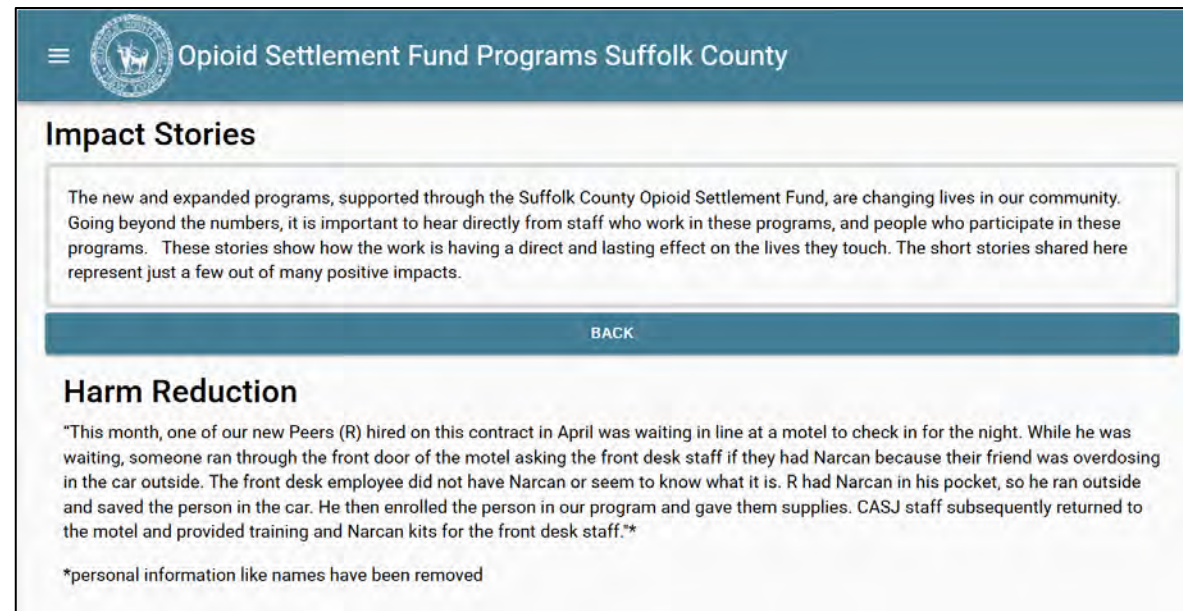 Opioid Settlement Fund Programs Suffolk County
Impact Stories
The new and expanded programs, supported through the Suffolk County Opioid Settlement Fund, are changing lives in our community.
Going beyond the numbers, it is important to hear directly from staff who work in these programs, and people who participate in these
programs. These stories show how the work is having a direct and lasting effect on the lives they touch. The short stories shared here
represent just a few out of many positive impacts.
BACK
Harm Reduction
"This month, one of our new Peers (R) hired on this contract in April was waiting in line at a motel to check in for the night. While he was
waiting, someone ran through the front door of the motel asking the front desk staff if they had Narcan because their friend was overdosing
in the car outside. The front desk employee did not have Narcan or seem to know what it is. R had Narcan in his pocket, so he ran outside
and saved the person in the car. He then enrolled the person in our program and gave them supplies. CASJ staff subsequently returned to
the motel and provided training and Narcan kits for the front desk staff."*
*personal information like names have been removed